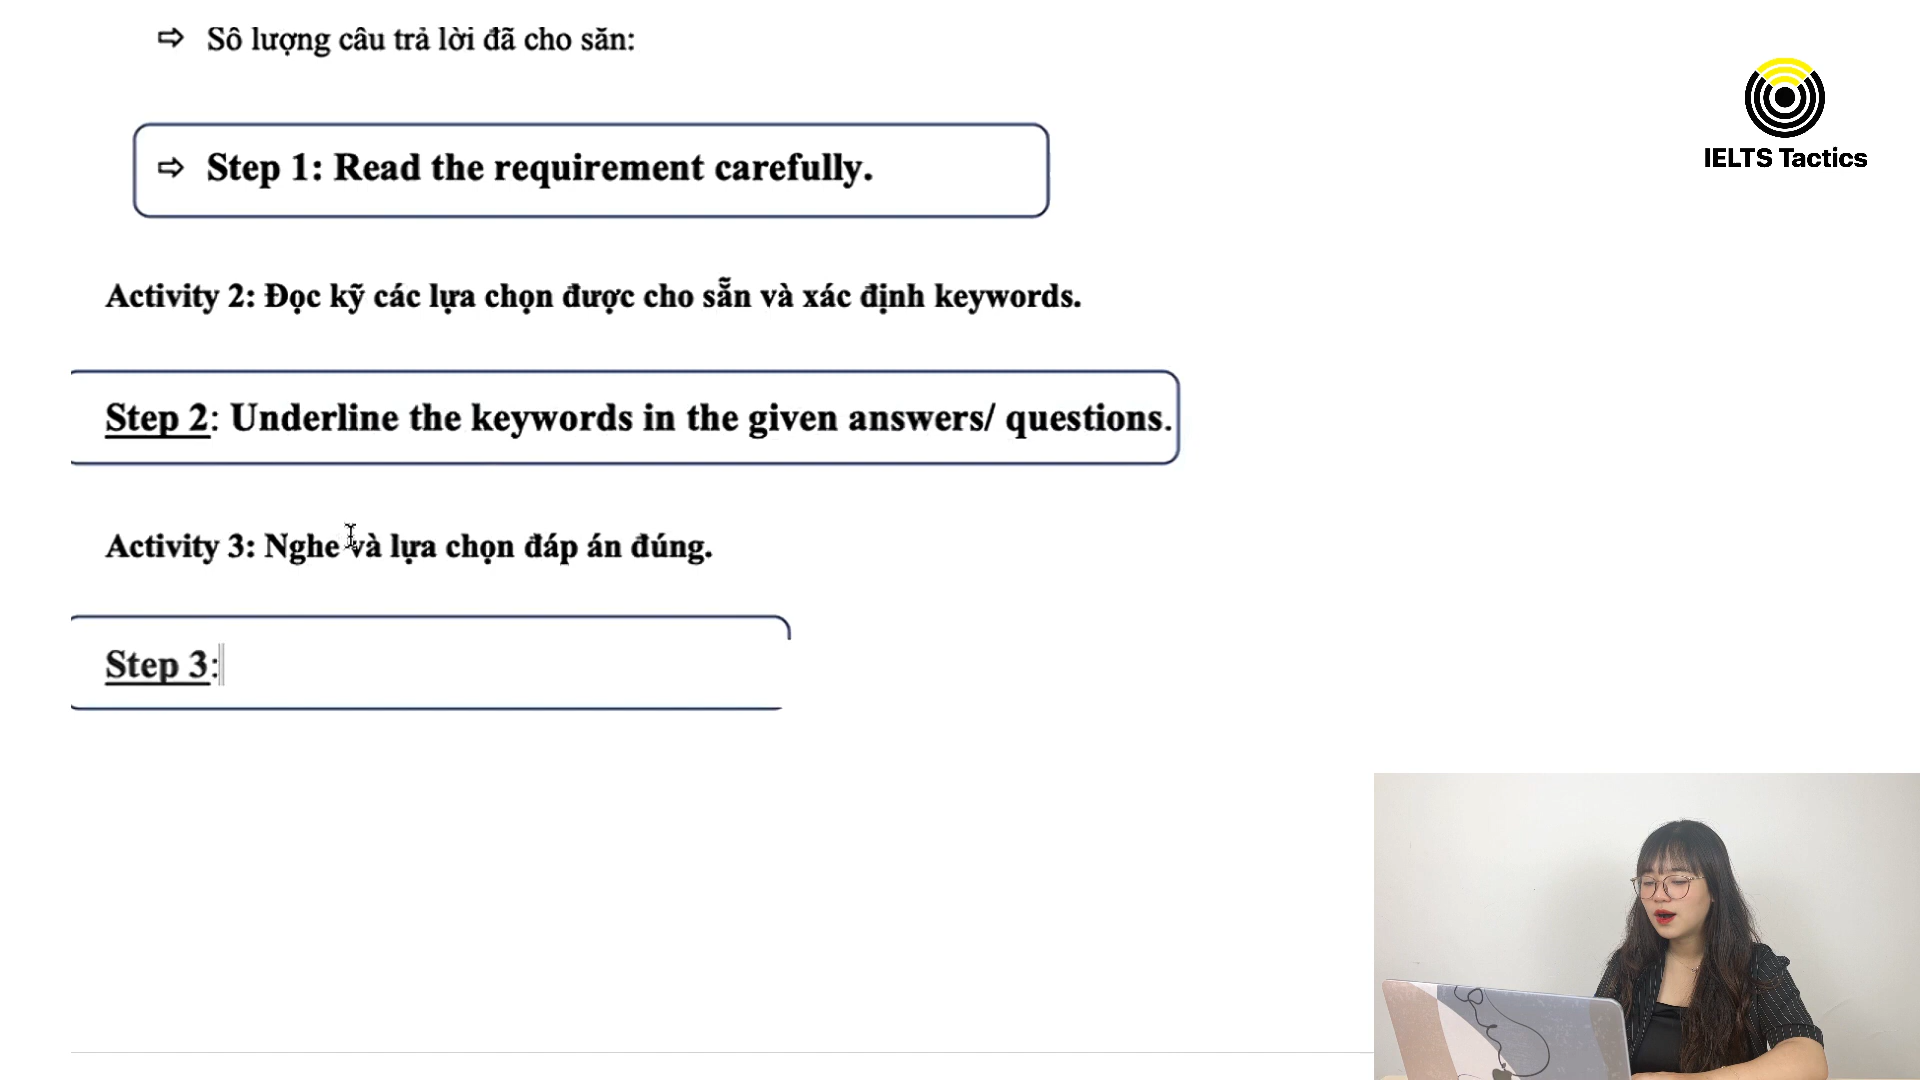 ⇨ Số lượng câu trả lời đã cho sẵn:
IELTS Tactics
⇨ Step 1: Read the requirement carefully.
Activity 2: Đọc kỹ các lựa chọn được cho sẵn và xác định keywords.
Step 2: Underline the keywords in the given answers/ questions.
Activity 3: Nghe và lựa chọn đáp án đúng.
Step 3: